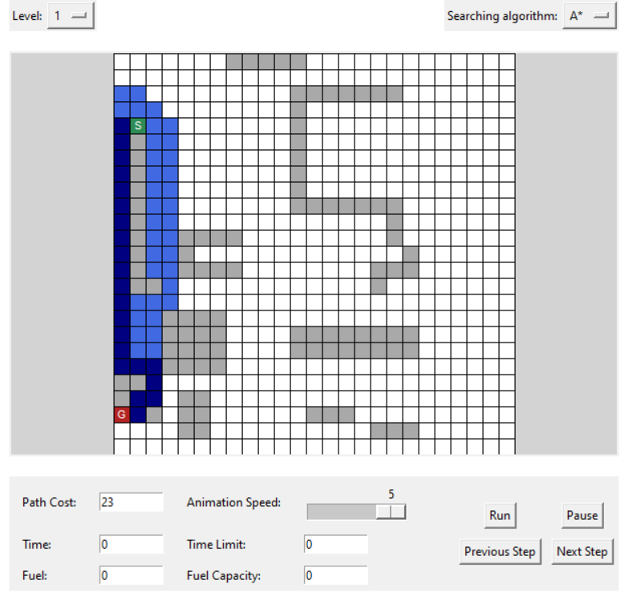 Level: 1 Searching algorithm: A*
S
G
Path Cost: 23 Animation Speed: 5
Run Pause
Time: 0 Time Limit: 0
Previous Step Next Step
Fuel: 0 Fuel Capacity: 0